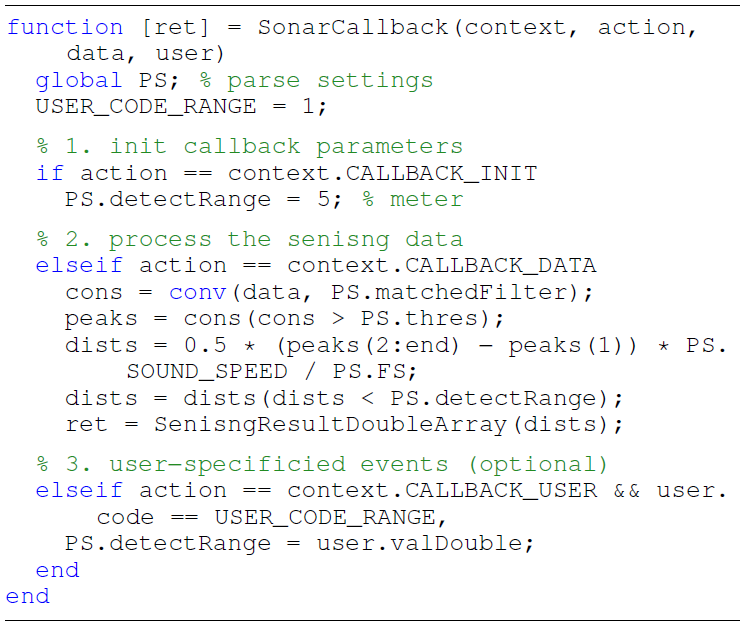 function [ret] = SonarCallback(context, action,
data, user)
global PS; % parse settings
USER_CODE_RANGE = 1;
% 1. init callback parameters
if action == context.CALLBACK_INIT
PS.detectRange = 5; % meter
% 2. process the senisng data
elseif action == context.CALLBACK_DATA
cons = conv(data, PS.matchedFilter);
peaks = cons(cons > PS.thres);
dists = 0.5 * (peaks(2:end) − peaks(1)) * PS.
SOUND_SPEED / PS.FS;
dists = dists(dists < PS.detectRange);
ret = SenisngResultDoubleArray(dists);
% 3. user−specificied events (optional)
elseif action == context.CALLBACK_USER && user.
code == USER_CODE_RANGE,
PS.detectRange = user.valDouble;
end
end